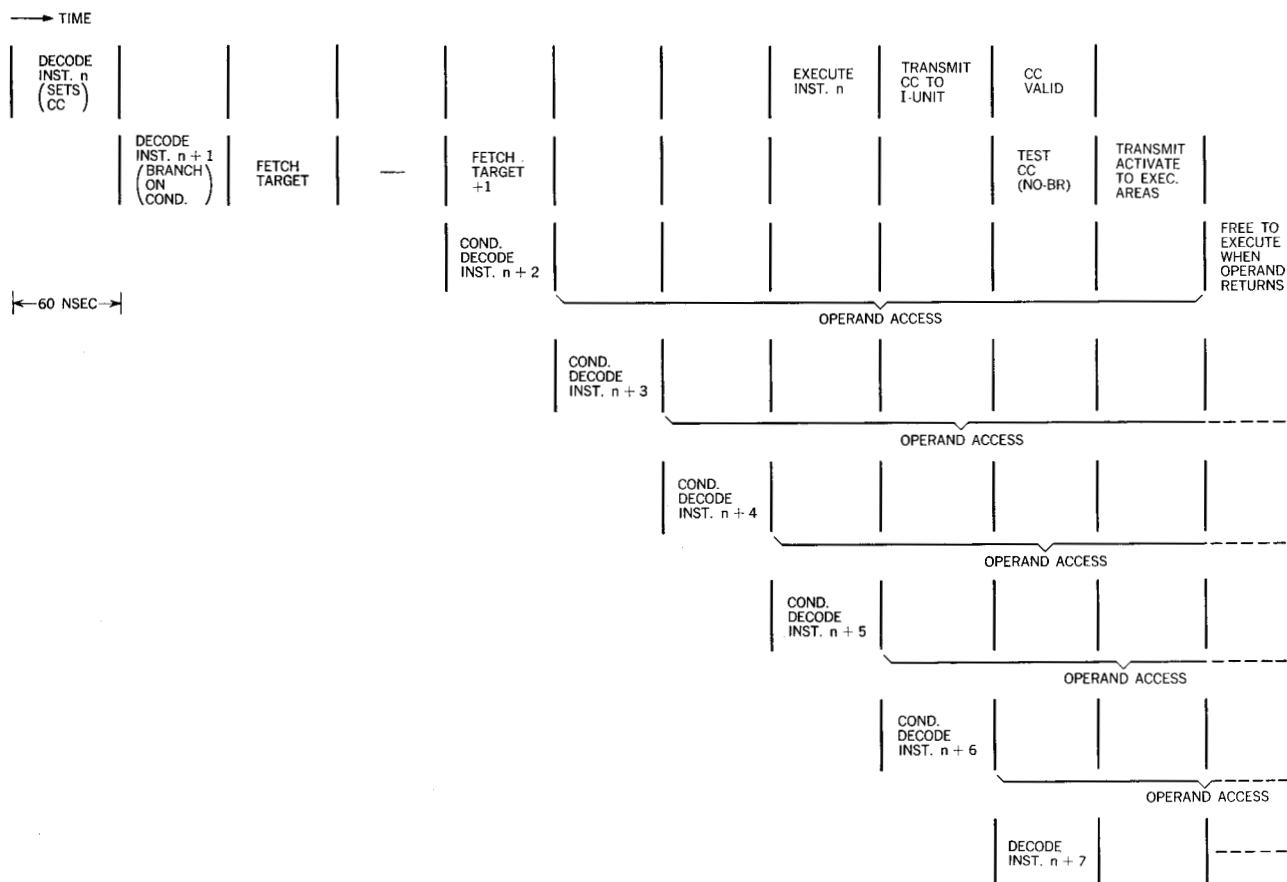 TIME
DECODE
INST. n
(SETS)
CC
EXECUTE
INST. n
TRANSMIT
CC TO
I-UNIT
CC
VALID
DECODE
INST. n + 1
(BRANCH)
ON
COND.
FETCH
TARGET
—
FETCH
TARGET
+1
TEST
CC
(NO-BR)
TRANSMIT
ACTIVATE
TO EXEC.
AREAS
COND.
DECODE
INST. n + 2
FREE TO
EXECUTE
WHEN
OPERAND
RETURNS
60 NSEC
OPERAND ACCESS
COND.
DECODE
INST. n + 3
OPERAND ACCESS
COND.
DECODE
INST. n + 4
OPERAND ACCESS
COND.
DECODE
INST. n + 5
OPERAND ACCESS
COND.
DECODE
INST. n + 6
OPERAND ACCESS
DECODE
INST. n + 7